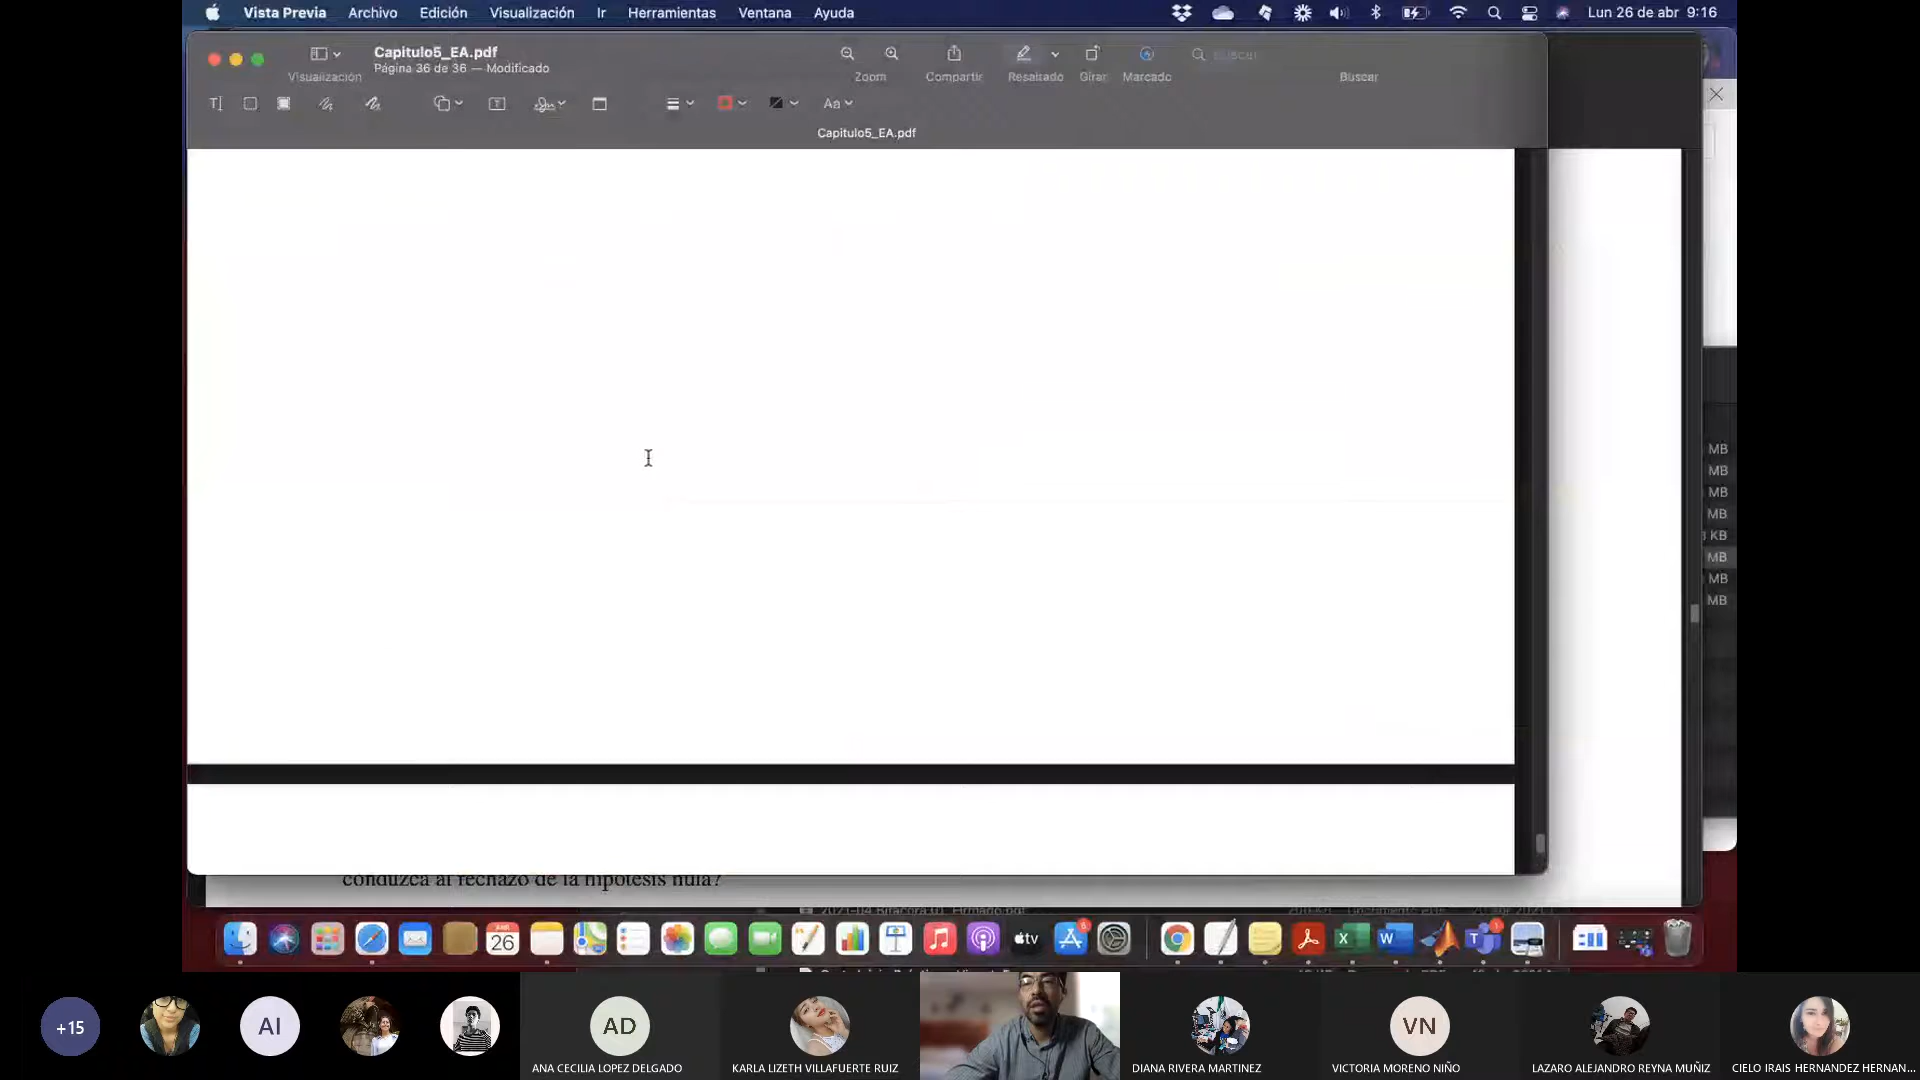 Vista Previa Archivo Edición Visualización Ir Herramientas Ventana Ayuda Lun 26 de abr 9:16
Capitulo5_EA.pdf
Página 36 de 36 — Modificado
Visualización Zoom Compartir Resaltado Girar Marcado Buscar
Buscar
Aa
Capitulo5_EA.pdf
MB
MB
MB
MB
KB
MB
MB
MB
conduzca al rechazo de la hipótesis nula?
26
tv
+15
AI
AD
VN
ANA CECILIA LOPEZ DELGADO
KARLA LIZETH VILLAFUERTE RUIZ
DIANA RIVERA MARTINEZ
VICTORIA MORENO NIÑO
LAZARO ALEJANDRO REYNA MUÑIZ
CIELO IRAIS HERNANDEZ HERNAN...